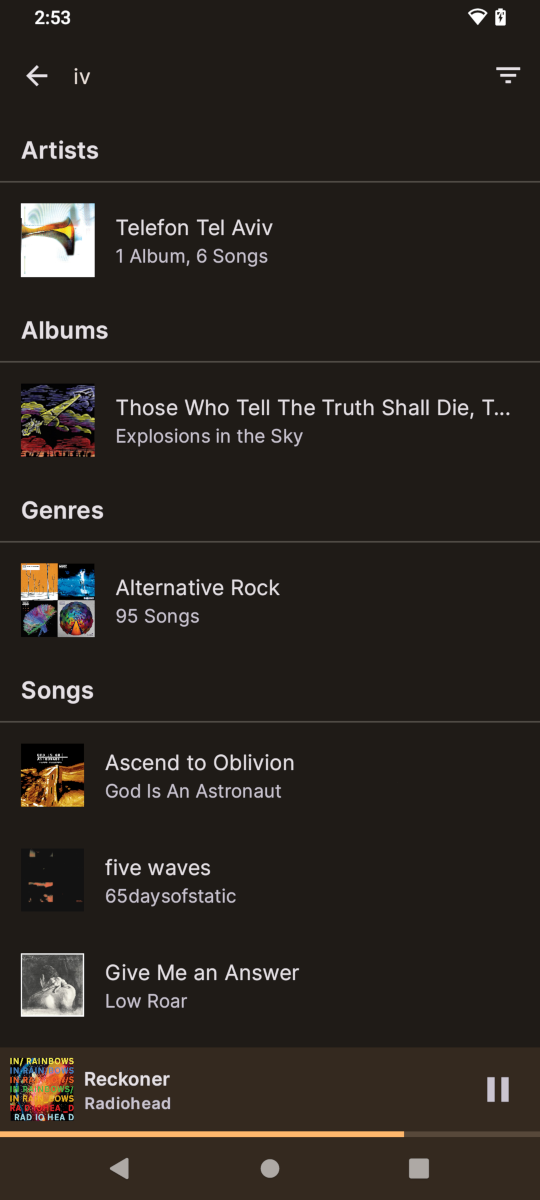 2:53
iv
Artists
Telefon Tel Aviv
1 Album, 6 Songs
Albums
Those Who Tell The Truth Shall Die, T...
Explosions in the Sky
Genres
Alternative Rock
95 Songs
Songs
Ascend to Oblivion
God Is An Astronaut
five waves
65daysofstatic
Give Me an Answer
Low Roar
IN/ RAINBOWS
Reckoner
Radiohead